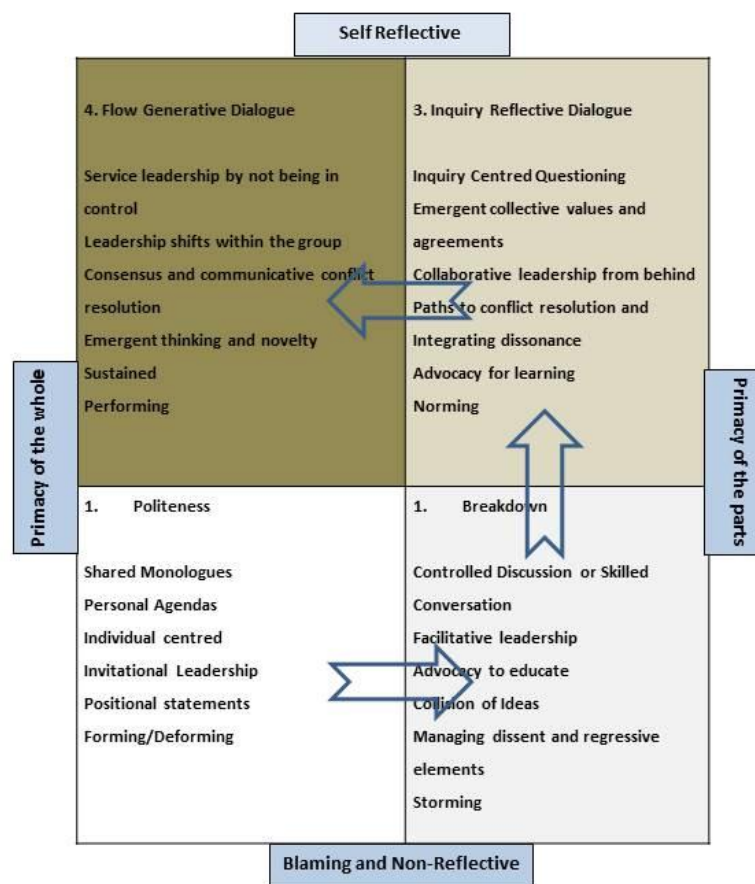 Self Reflective
4. Flow Generative Dialogue
Service leadership by not being in
control
Leadership shifts within the group
Consensus and communicative conflict
resolution
Emergent thinking and novelty
Sustained
Performing
3. Inquiry Reflective Dialogue
Inquiry Centred Questioning
Emergent collective values and
agreements
Collaborative leadership from behind
Paths to conflict resolution and
Integrating dissonance
Advocacy for learning
Norming
Primacy of the whole
Primacy of the parts
1. Politeness
Shared Monologues
Personal Agendas
Individual centred
Invitational Leadership
Positional statements
Forming/Deforming
1. Breakdown
Controlled Discussion or Skilled
Conversation
Facilitative leadership
Advocacy to educate
Collision of Ideas
Managing dissent and regressive
elements
Storming
Blaming and Non-Reflective